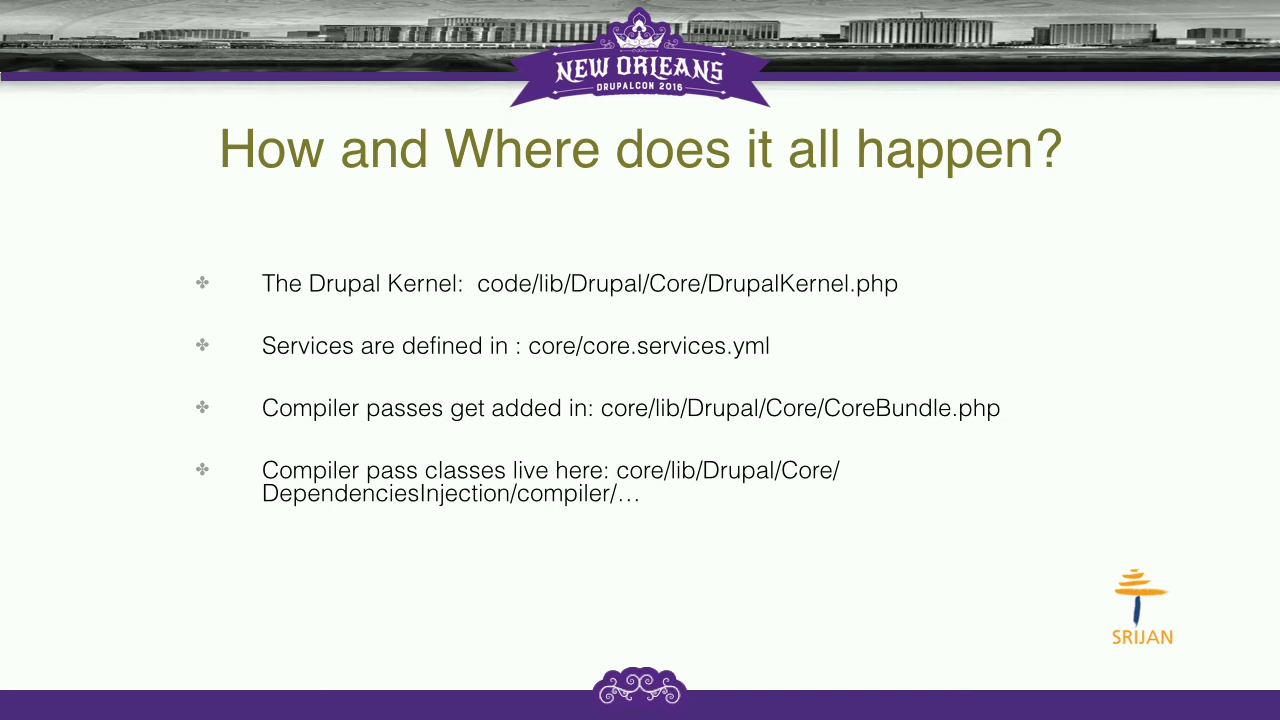 NEW ORLEANS
DRUPALCON 2016
How and Where does it all happen?
The Drupal Kernel: code/lib/Drupal/Core/DrupalKernel.php
Services are defined in : core/core.services.yml
Compiler passes get added in: core/lib/Drupal/Core/CoreBundle.php
Compiler pass classes live here: core/lib/Drupal/Core/
DependenciesInjection/compiler/…
SRIJAN